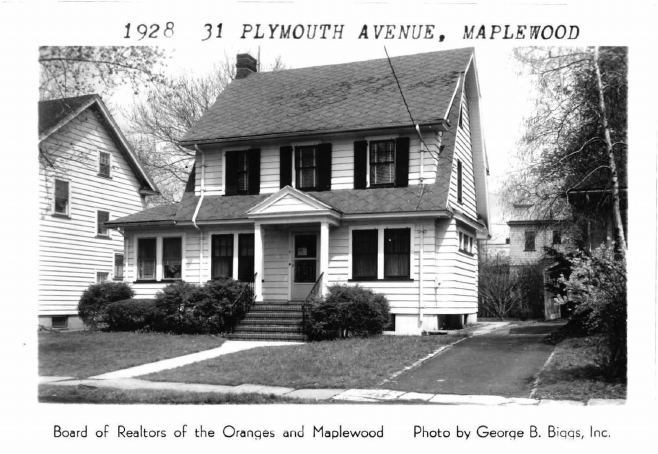 1928 31 PLYMOUTH AVENUE, MAPLEWOOD
Board of Realtors of the Oranges and Maplewood Photo by George B. Biggs, Inc.